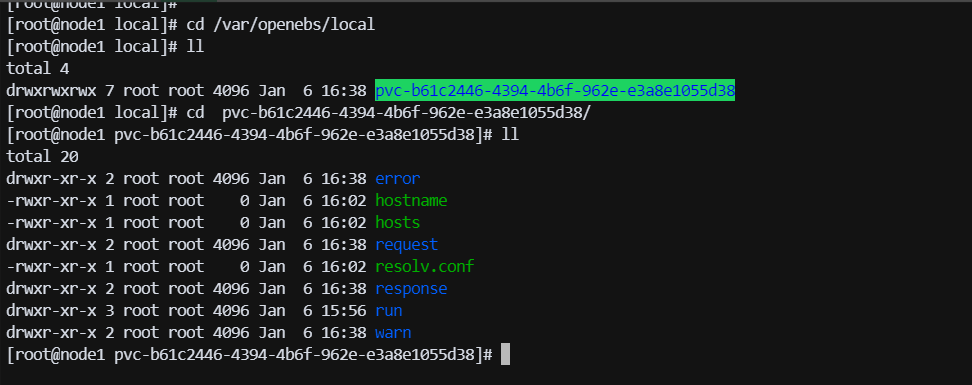 [root@node1 local]#
[root@node1 local]# cd /var/openebs/local
[root@node1 local]# ll
total 4
drwxrwxrwx 7 root root 4096 Jan  6 16:38 pvc-b61c2446-4394-4b6f-962e-e3a8e1055d38
[root@node1 local]# cd  pvc-b61c2446-4394-4b6f-962e-e3a8e1055d38/
[root@node1 pvc-b61c2446-4394-4b6f-962e-e3a8e1055d38]# ll
total 20
drwxr-xr-x 2 root root 4096 Jan  6 16:38 error
-rwxr-xr-x 1 root root    0 Jan  6 16:02 hostname
-rwxr-xr-x 1 root root    0 Jan  6 16:02 hosts
drwxr-xr-x 2 root root 4096 Jan  6 16:38 request
-rwxr-xr-x 1 root root    0 Jan  6 16:02 resolv.conf
drwxr-xr-x 2 root root 4096 Jan  6 16:38 response
drwxr-xr-x 3 root root 4096 Jan  6 15:56 run
drwxr-xr-x 2 root root 4096 Jan  6 16:38 warn
[root@node1 pvc-b61c2446-4394-4b6f-962e-e3a8e1055d38]#